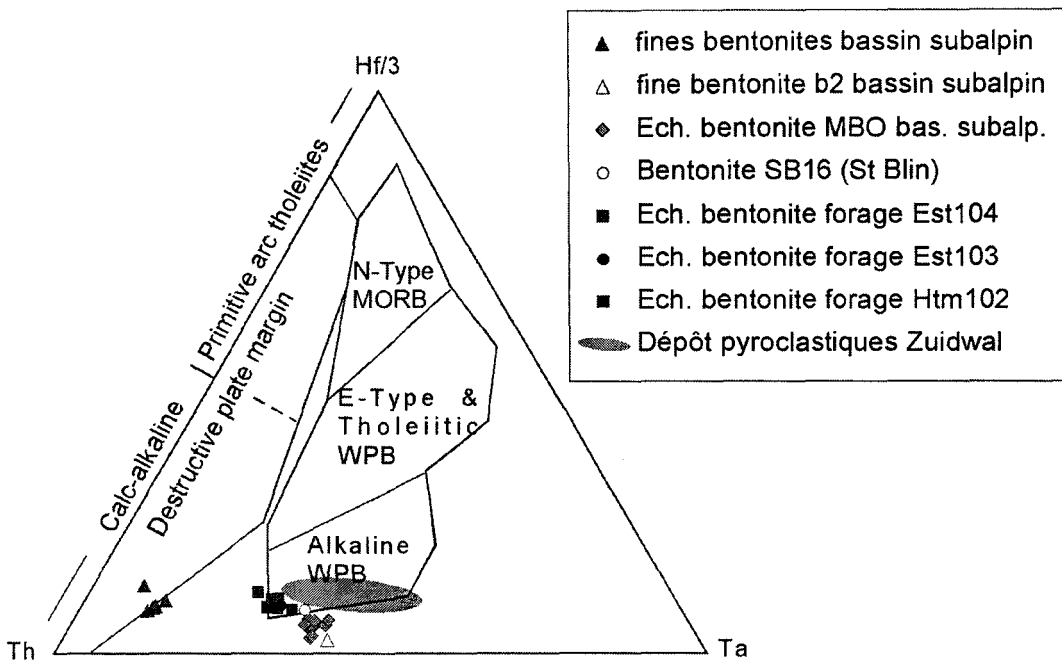 Hf/3
Primitive arc tholeiites
Calc-alkaline
Destructive plate margin
N-Type
MORB
E-Type &
Tholeiitic
WPB
Alkaline
WPB
Th
Ta
fines bentonites bassin subalpin
fine bentonite b2 bassin subalpin
Ech. bentonite MBO bas. subalp.
Bentonite SB16 (St Blin)
Ech. bentonite forage Est104
Ech. bentonite forage Est103
Ech. bentonite forage Htm102
Dépôt pyroclastiques Zuidwal